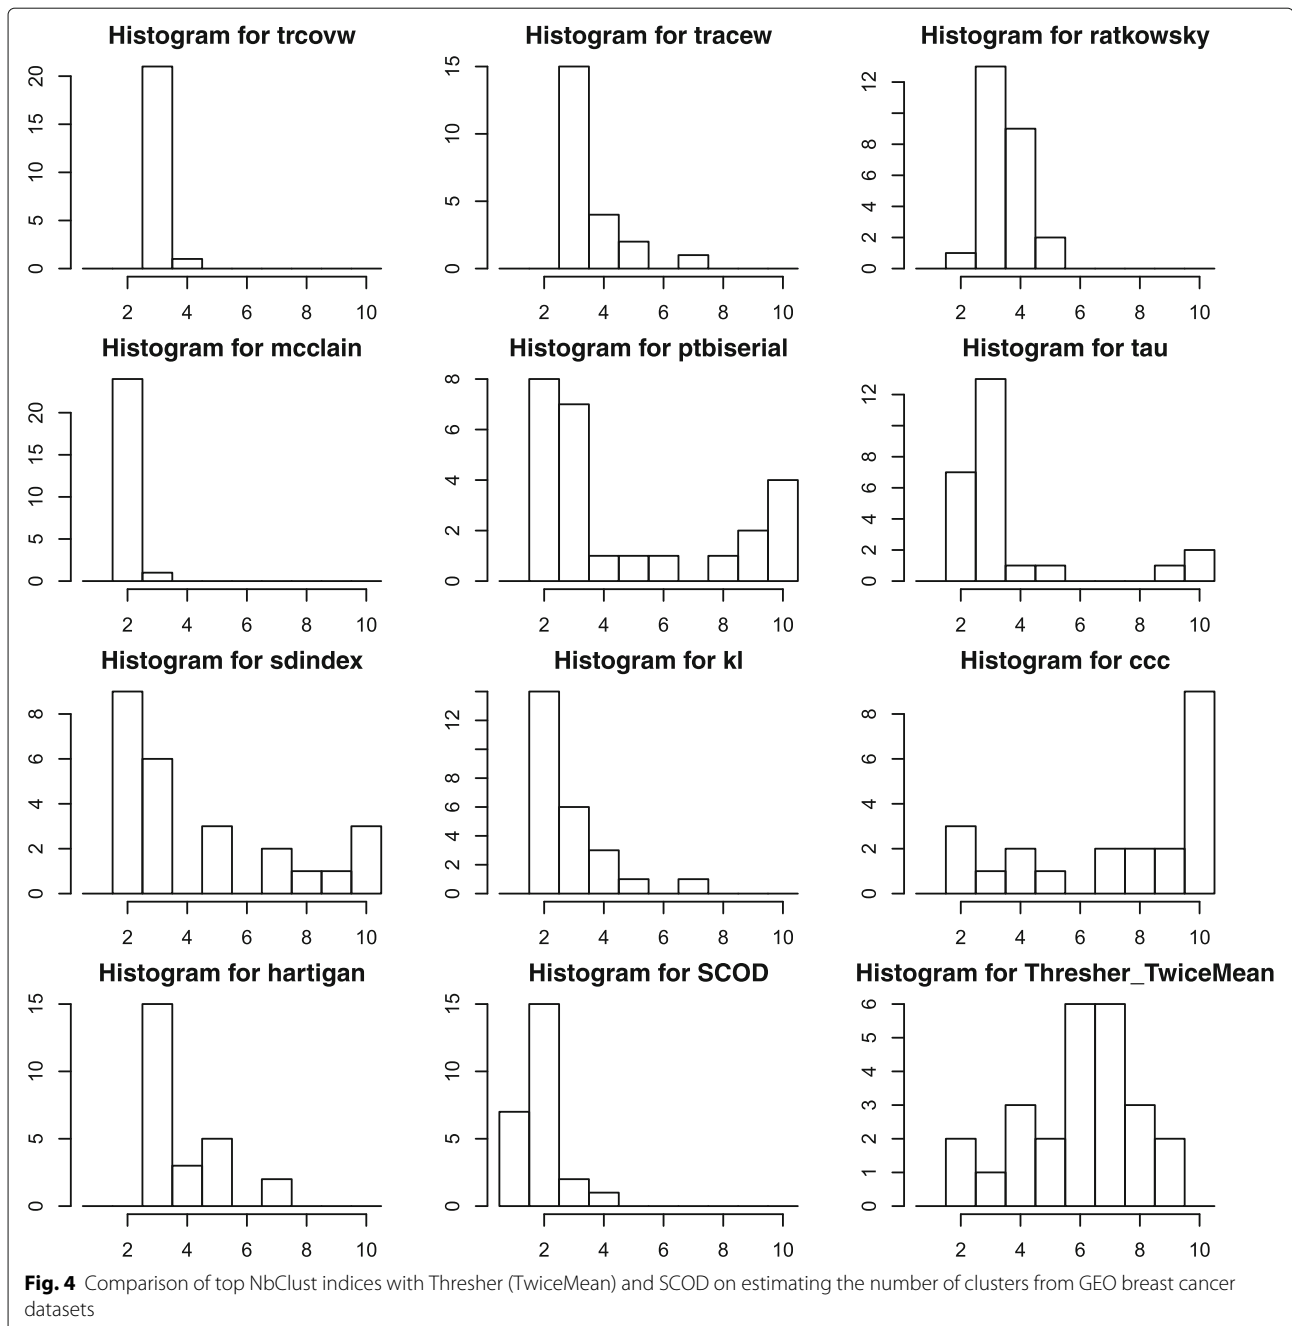 Histogram for trcovw
0 5 10 15 20
2 4 6 8 10
Histogram for tracew
0 5 10 15
2 4 6 8 10
Histogram for ratkowsky
0 2 4 6 8 12
2 4 6 8 10
Histogram for mcclain
0 5 10 15 20
2 4 6 8 10
Histogram for ptbiserial
0 2 4 6 8
2 4 6 8 10
Histogram for tau
0 2 4 6 8 12
2 4 6 8 10
Histogram for sdindex
0 2 4 6 8
2 4 6 8 10
Histogram for kl
0 2 4 6 8 12
2 4 6 8 10
Histogram for ccc
0 2 4 6 8
2 4 6 8 10
Histogram for hartigan
0 5 10 15
2 4 6 8 10
Histogram for SCOD
0 5 10 15
2 4 6 8 10
Histogram for Thresher_TwiceMean
0 1 2 3 4 5 6
2 4 6 8 10
Fig. 4 Comparison of top NbClust indices with Thresher (TwiceMean) and SCOD on estimating the number of clusters from GEO breast cancer
datasets